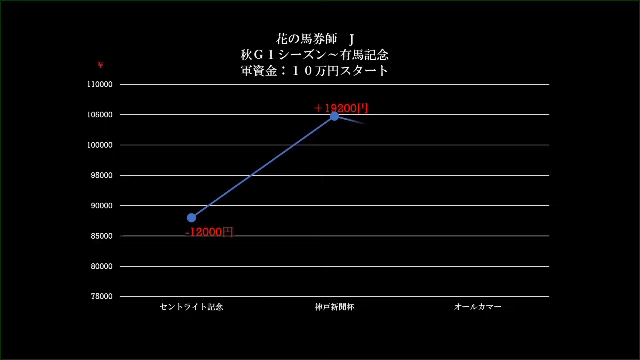 花の馬券師　J
秋G１シーズン～有馬記念
軍資金：１０万円スタート
¥
110000
105000
＋19200円
100000
95000
90000
-12000円
85000
80000
75000
セントライト記念
神戸新聞杯
オールカマー